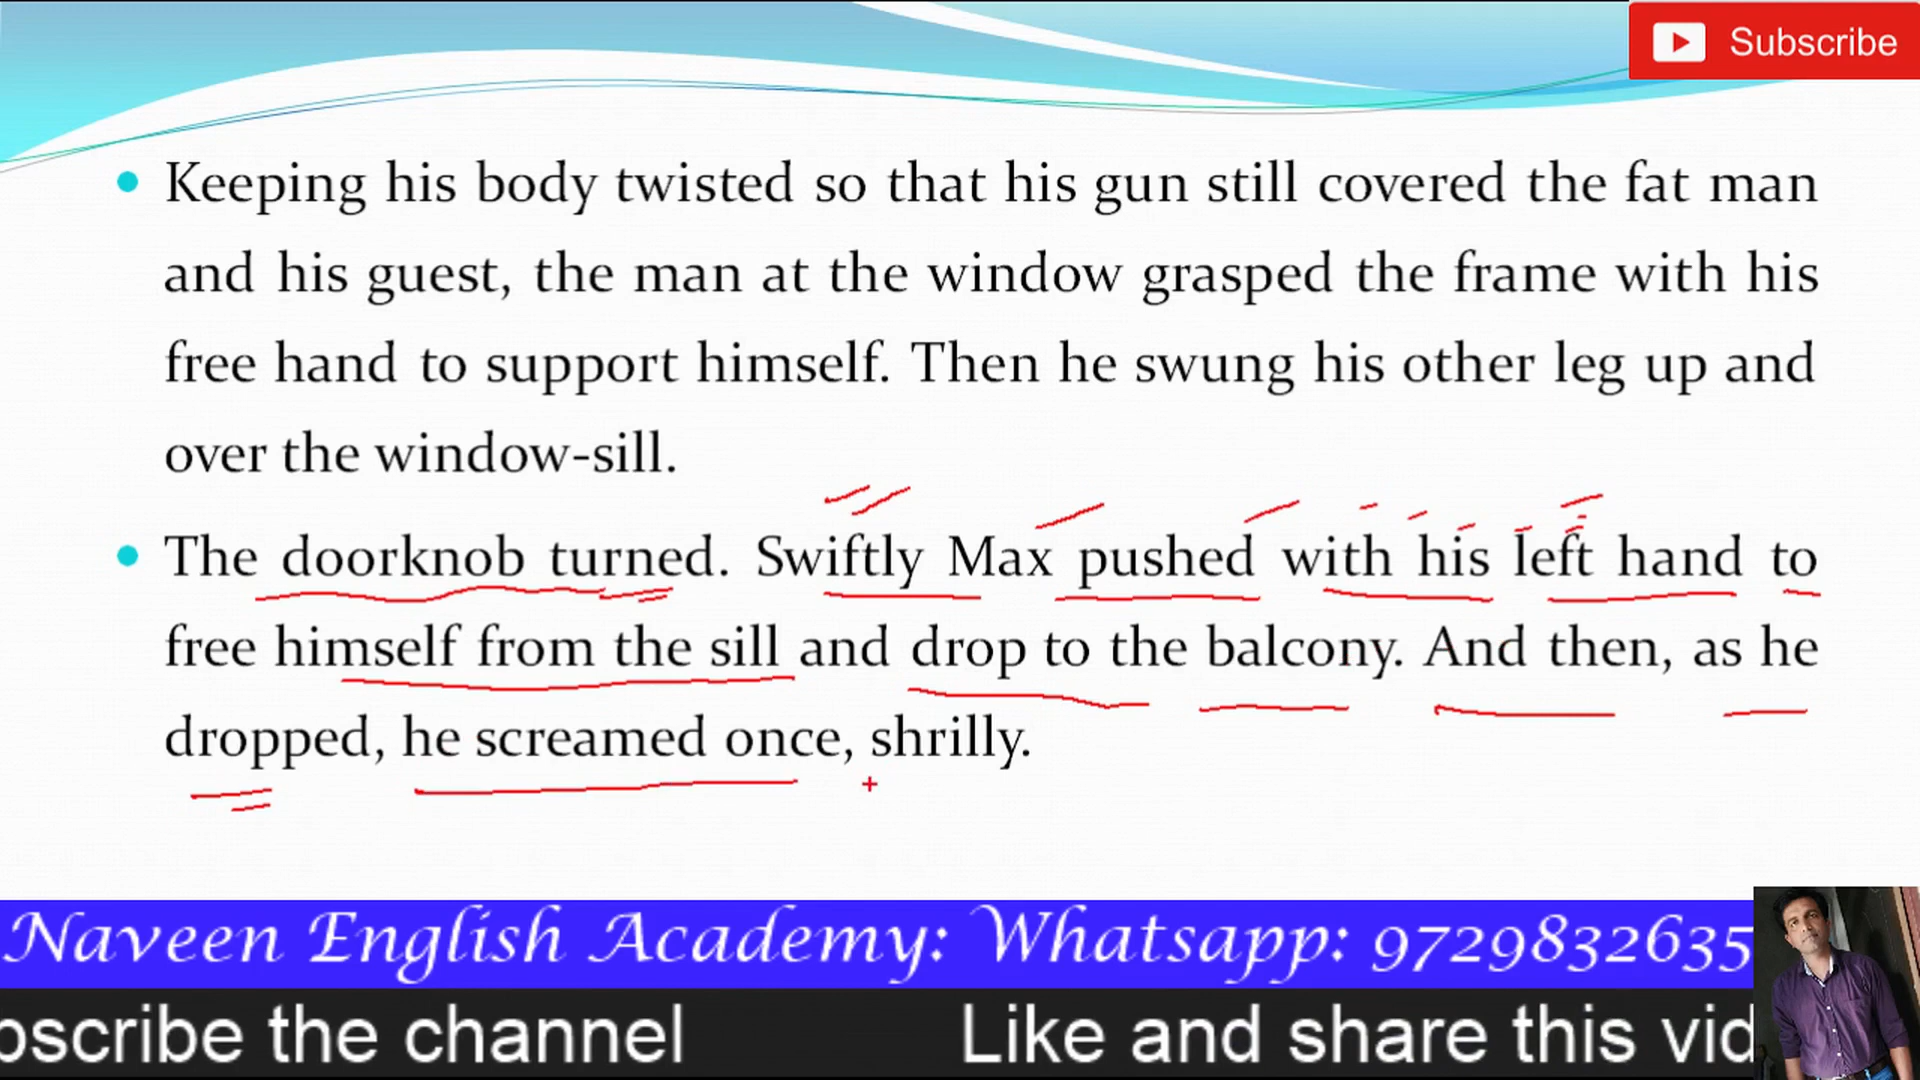 Subscribe
Keeping his body twisted so that his gun still covered the fat man
and his guest, the man at the window grasped the frame with his
free hand to support himself. Then he swung his other leg up and
over the window-sill.
The doorknob turned. Swiftly Max pushed with his left hand to
free himself from the sill and drop to the balcony. And then, as he
dropped, he screamed once, shrilly.
Naveen English Academy: Whatsapp: 9729832635
bscribe the channel Like and share this vid